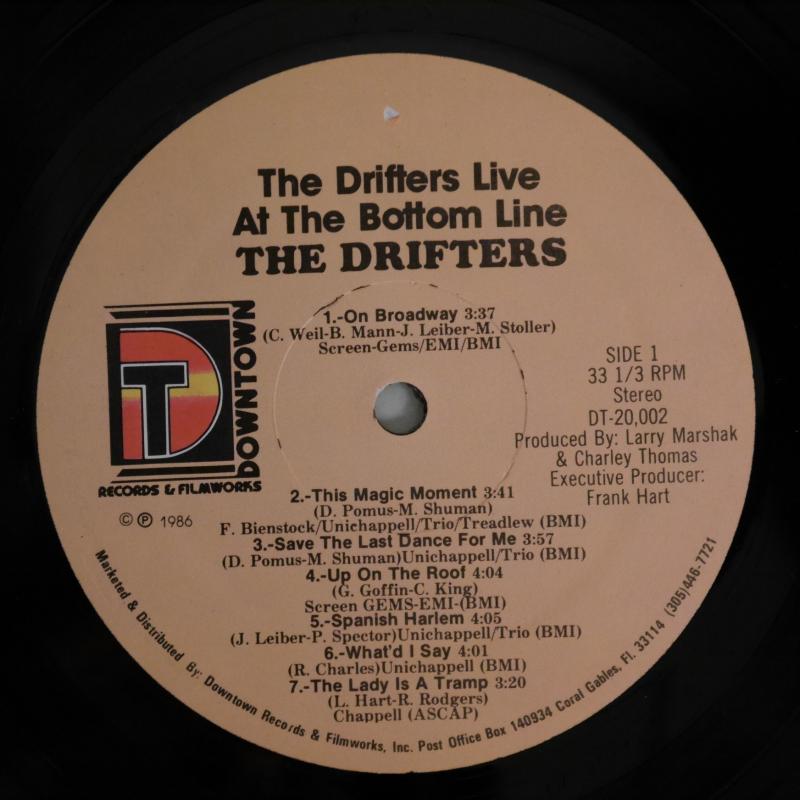 The Drifters Live
At The Bottom Line
THE DRIFTERS
1.-On Broadway 3:37
(C. Weil-B. Mann-J. Leiber-M. Stoller)
Screen-Gems/EMI/BMI
DT
DOWNTOWN
RECORDS & FILMWORKS
© ℗ 1986
SIDE 1
33 1/3 RPM
Stereo
DT-20,002
Produced By: Larry Marshak
& Charley Thomas
Executive Producer:
Frank Hart
2.-This Magic Moment 3:41
(D. Pomus-M. Shuman)
F. Bienstock/Unichappell/Trio/Treadlew (BMI)
3.-Save The Last Dance For Me 3:57
(D. Pomus-M. Shuman)Unichappell/Trio (BMI)
4.-Up On The Roof 4:04
(G. Goffin-C. King)
Screen GEMS-EMI-(BMI)
5.-Spanish Harlem 4:05
(J. Leiber-P. Spector)Unichappell/Trio (BMI)
6.-What'd I Say 4:01
(R. Charles)Unichappell (BMI)
7.-The Lady Is A Tramp 3:20
(L. Hart-R. Rodgers)
Chappell (ASCAP)
Marketed & Distributed By: Downtown Records & Filmworks, Inc. Post Office Box 140934 Coral Gables, Fl. 33114 (305)446-7721